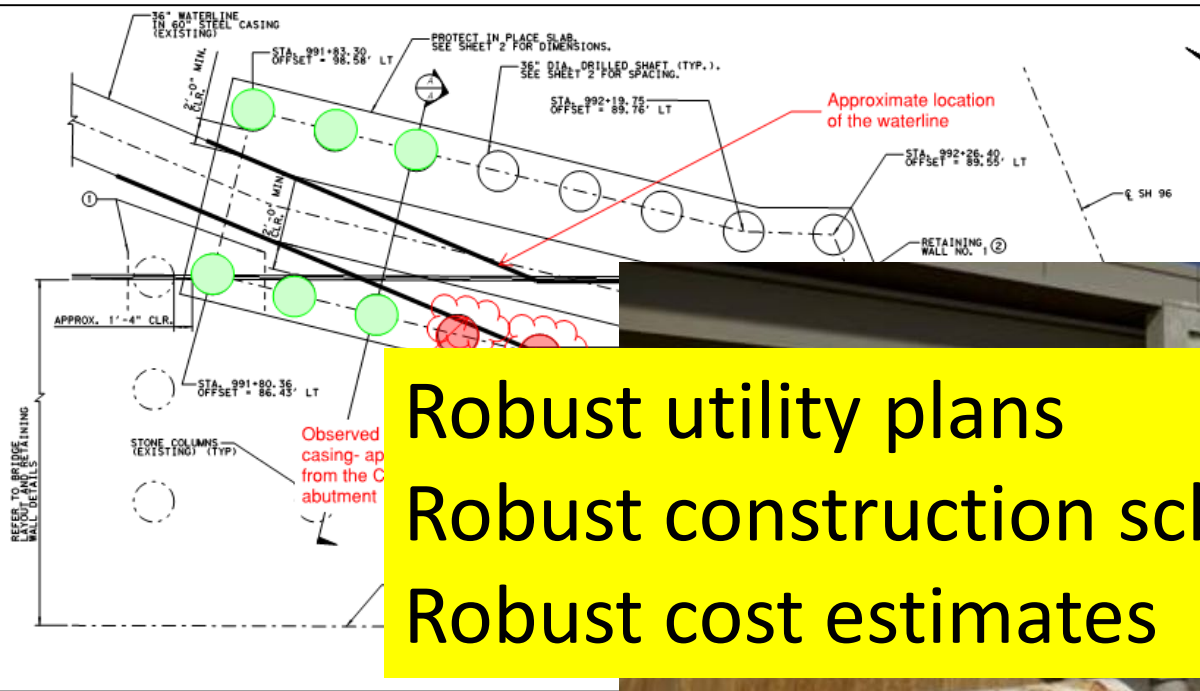 36" WATERLINE
IN 60" STEEL CASING
(EXISTING)
2'-0" MIN.
CLR.
STA. 991+83.30
OFFSET = 98.58' LT
PROTECT IN PLACE SLAB.
SEE SHEET 2 FOR DIMENSIONS.
A
A
36" DIA. DRILLED SHAFT (TYP.).
SEE SHEET 2 FOR SPACING.
STA. 992+19.75
OFFSET = 89.76' LT
Approximate location
of the waterline
STA. 992+26.40
OFFSET = 89.55' LT
℄ SH 96
RETAINING
WALL NO. 1 2
1
2'-0" MIN
CLR.
APPROX. 1'-4" CLR.
STA. 991+80.36
OFFSET = 86.43' LT
STONE COLUMNS
(EXISTING) (TYP)
REFER TO BRIDGE
LAYOUT AND RETAINING
WALL DETAILS
Observed
casing- ap
from the C
abutment
Robust utility plans
Robust construction scl
Robust cost estimates